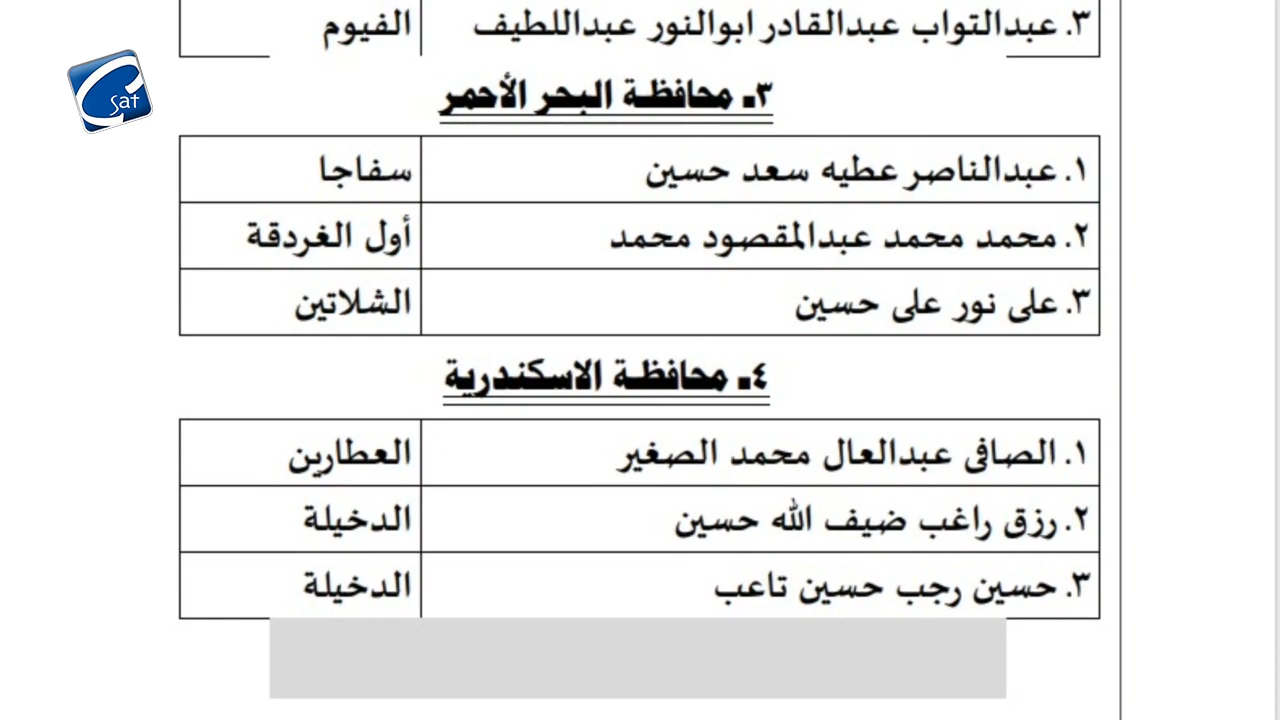 ٣. عبدالتواب عبدالقادر ابوالنور عبداللطيف الفيوم
Sat
٣. محافظة البحر الأحمر
١. عبدالناصر عطيه سعد حسين سفاجا
٢. محمد محمد عبدالمقصود محمد أول الغردقة
٣. على نور على حسين الشلاتين
٤. محافظة الاسكندرية
١. الصافى عبدالعال محمد الصغير العطارين
٢. رزق راغب ضيف الله حسين الدخيلة
٣. حسين رجب حسين تاعب الدخيلة